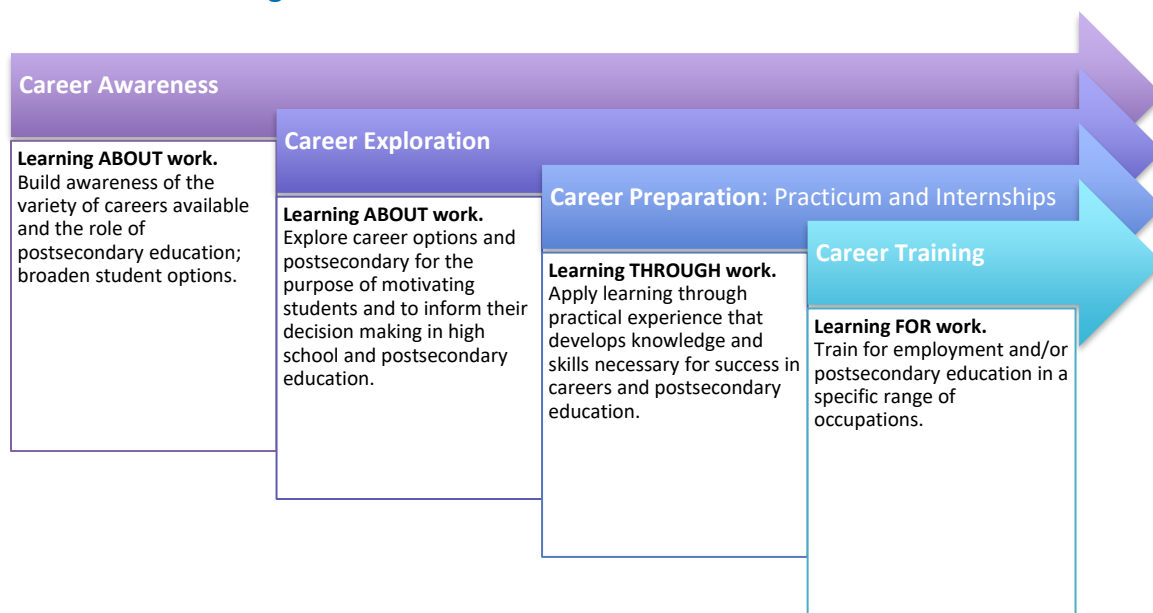 Career Awareness
Learning ABOUT work.
Build awareness of the
variety of careers available
and the role of
postsecondary education;
broaden student options.
Career Exploration
Learning ABOUT work.
Explore career options and
postsecondary for the
purpose of motivating
students and to inform their
decision making in high
school and postsecondary
education.
Career Preparation: Practicum and Internships
Learning THROUGH work.
Apply learning through
practical experience that
develops knowledge and
skills necessary for success in
careers and postsecondary
education.
Career Training
Learning FOR work.
Train for employment and/or
postsecondary education in a
specific range of
occupations.